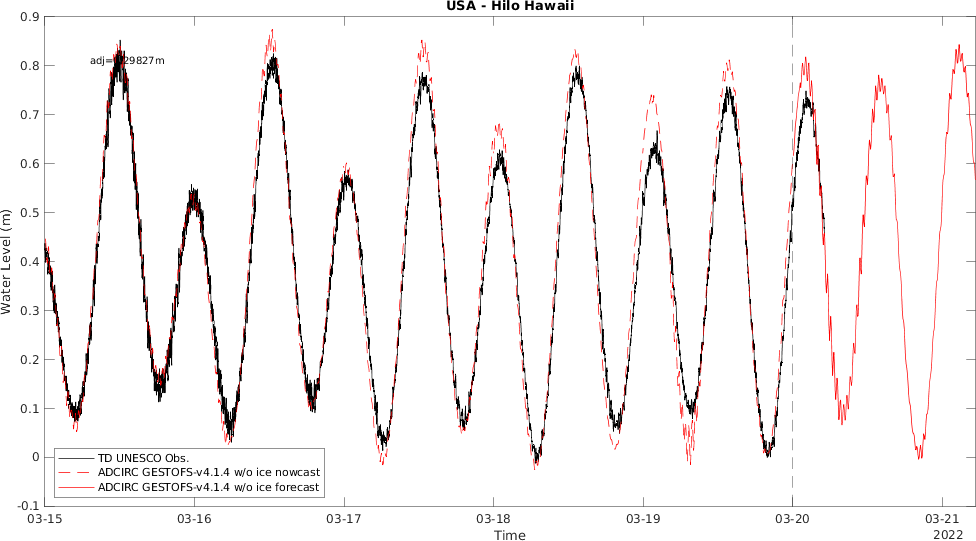 USA - Hilo Hawaii
0.9
0.8
0.7
0.6
0.5
0.4
0.3
0.2
0.1
0
-0.1
Water Level (m)
TD UNESCO Obs.
ADCIRC GESTOFS-v4.1.4 w/o ice nowcast
ADCIRC GESTOFS-v4.1.4 w/o ice forecast
03-15 03-16 03-17 03-18 03-19 03-20 03-21
Time
2022